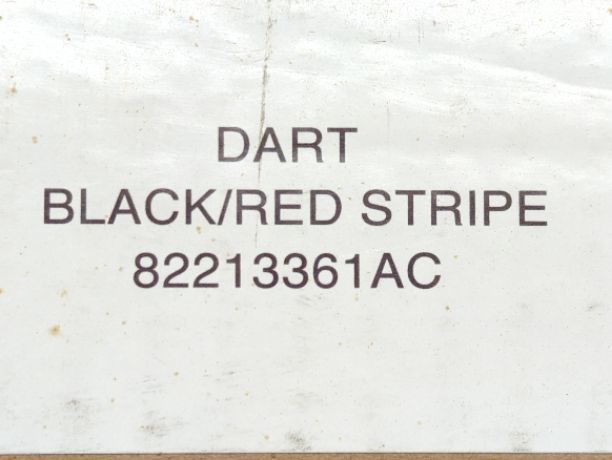 DART
BLACK/RED STRIPE
82213361AC